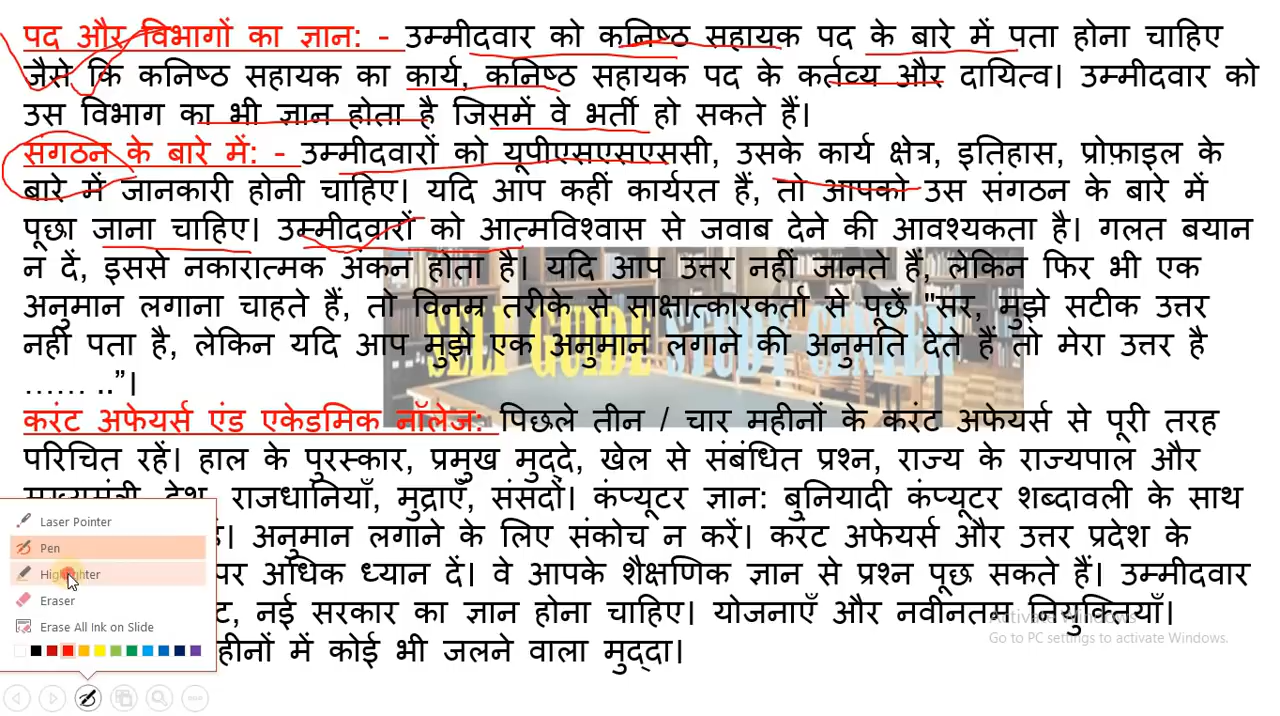 पद और विभागों का ज्ञान: - उम्मीदवार को कनिष्ठ सहायक पद के बारे में पता होना चाहिए
जैसे कि कनिष्ठ सहायक का कार्य, कनिष्ठ सहायक पद के कर्तव्य और दायित्व। उम्मीदवार को
उस विभाग का भी ज्ञान होता है जिसमें वे भर्ती हो सकते हैं।
संगठन के बारे में: - उम्मीदवारों को यूपीएसएसएससी, उसके कार्य क्षेत्र, इतिहास, प्रोफ़ाइल के
बारे में जानकारी होनी चाहिए। यदि आप कहीं कार्यरत हैं, तो आपको उस संगठन के बारे में
पूछा जाना चाहिए। उम्मीदवारों को आत्मविश्वास से जवाब देने की आवश्यकता है। गलत बयान
न दें, इससे नकारात्मक अंकन होता है। यदि आप उत्तर नहीं जानते हैं, लेकिन फिर भी एक
अनुमान लगाना चाहते हैं, तो विनम्र तरीके से साक्षात्कारकर्ता से पूछें "सर, मुझे सटीक उत्तर
नहीं पता है, लेकिन यदि आप मुझे एक अनुमान लगाने की अनुमति देते हैं तो मेरा उत्तर है
…… ..”।
SELF GUIDE STUDY CENTER
करंट अफेयर्स एंड एकेडमिक नॉलेज: पिछले तीन / चार महीनों के करंट अफेयर्स से पूरी तरह
परिचित रहें। हाल के पुरस्कार, प्रमुख मुद्दे, खेल से संबंधित प्रश्न, राज्य के राज्यपाल और
मुख्यमंत्री, देश, राजधानियाँ, मुद्राएँ, संसदों। कंप्यूटर ज्ञान: बुनियादी कंप्यूटर शब्दावली के साथ
अनुमान लगाने के लिए संकोच न करें। करंट अफेयर्स और उत्तर प्रदेश के
पर अधिक ध्यान दें। वे आपके शैक्षणिक ज्ञान से प्रश्न पूछ सकते हैं। उम्मीदवार
नई सरकार का ज्ञान होना चाहिए। योजनाएँ और नवीनतम नियुक्तियाँ।
में कोई भी जलने वाला मुद्दा।
Laser Pointer
Pen
Highlighter
Eraser
Erase All Ink on Slide
Activate Windows
Go to PC settings to activate Windows.